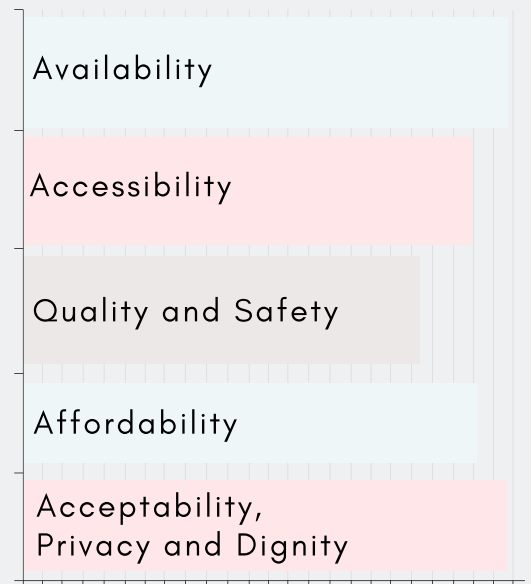 Availability
Accessibility
Quality and Safety
Affordability
Acceptability,
Privacy and Dignity